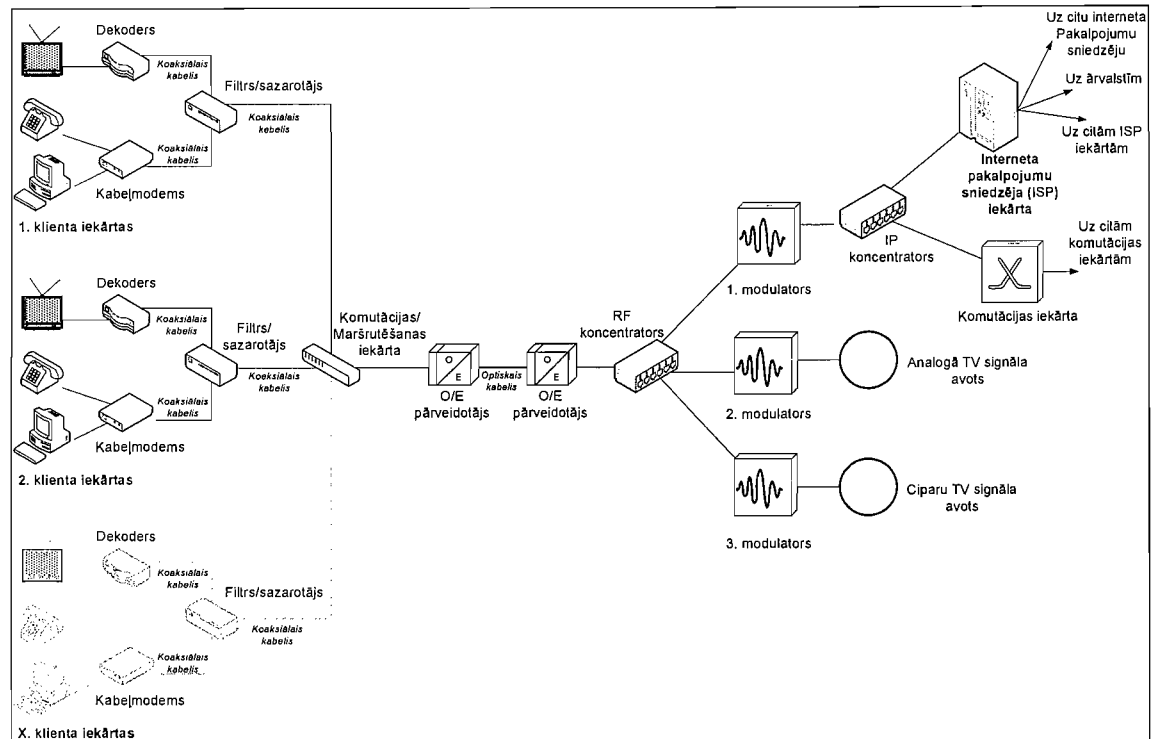 Dekoders
Koaksiālais
kabelis
Filtrs/sazarotājs
Koaksiālais
kebelis
Koaksiālais
kabelis
Kabeļmodems
1. klienta iekārtas
Dekoders
Koaksiālais
kabelis
Filtrs/
sazarotājs
Koaksiālais
kabelis
Koaksiālais
kabelis
Kabeļmodems
2. klienta iekārtas
Dekoders
Koaksiālais
kabelis
Filtrs/sazarotājs
Koaksiālais
kabelis
Koaksiālais
kabelis
Kabeļmodems
X. klienta iekārtas
Komutācijas/
Maršrutēšanas
iekārta
O
E
O/E
pārveidotājs
Optiskais
kabelis
O
E
O/E
pārveidotājs
RF
koncentrators
1. modulators
2. modulators
3. modulators
IP
koncentrators
Interneta
pakalpojumu
sniedzēja (ISP)
iekārta
Uz citu interneta
Pakalpojumu
sniedzēju
Uz ārvalstīm
Uz citām ISP
iekārtām
Uz citām
komutācijas
iekārtām
Komutācijas iekārta
Analogā TV signāla
avots
Ciparu TV signāla
avots